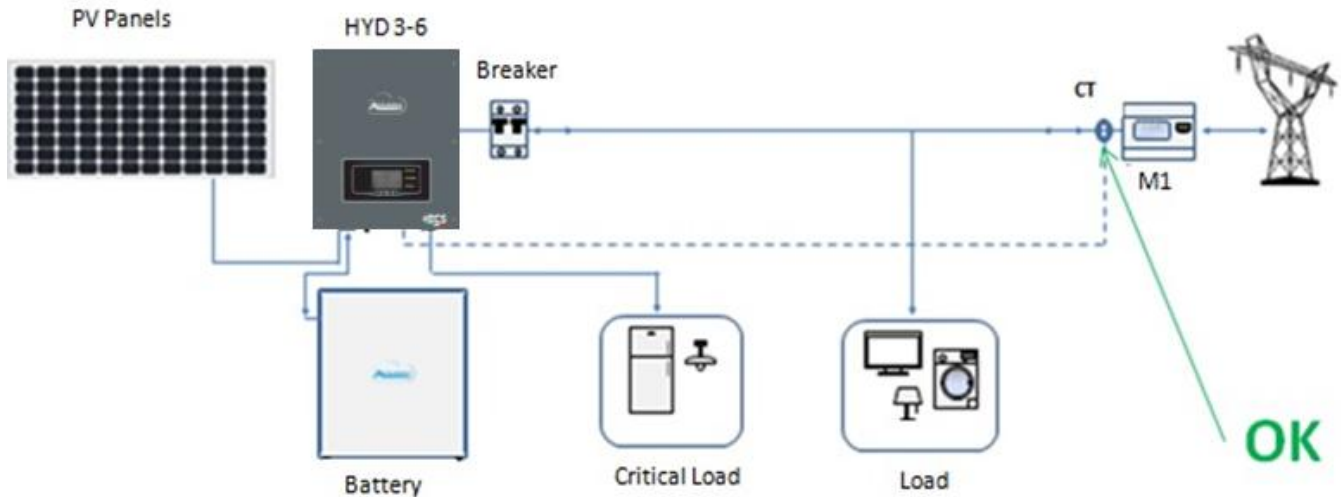 PV Panels
HYD 3-6
Breaker
CT
M1
Battery
Critical Load
Load
OK